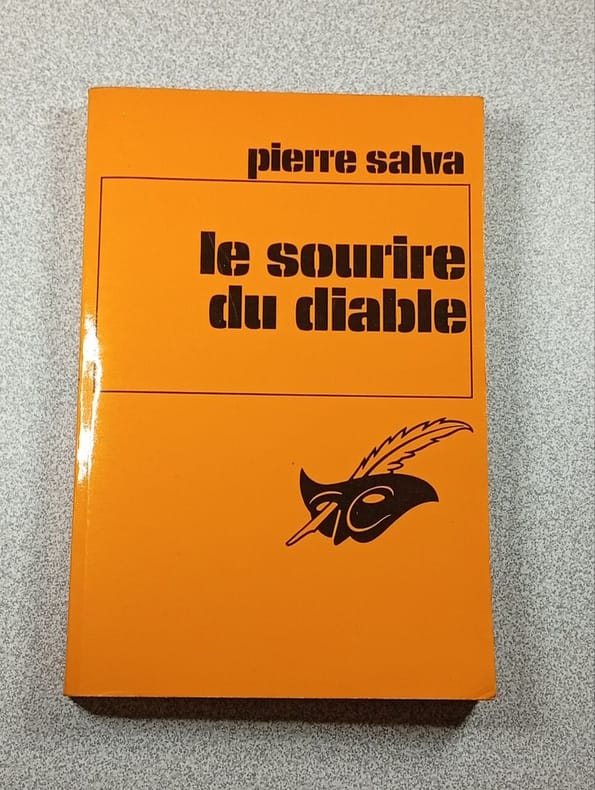 pierre salva
le sourire
du diable